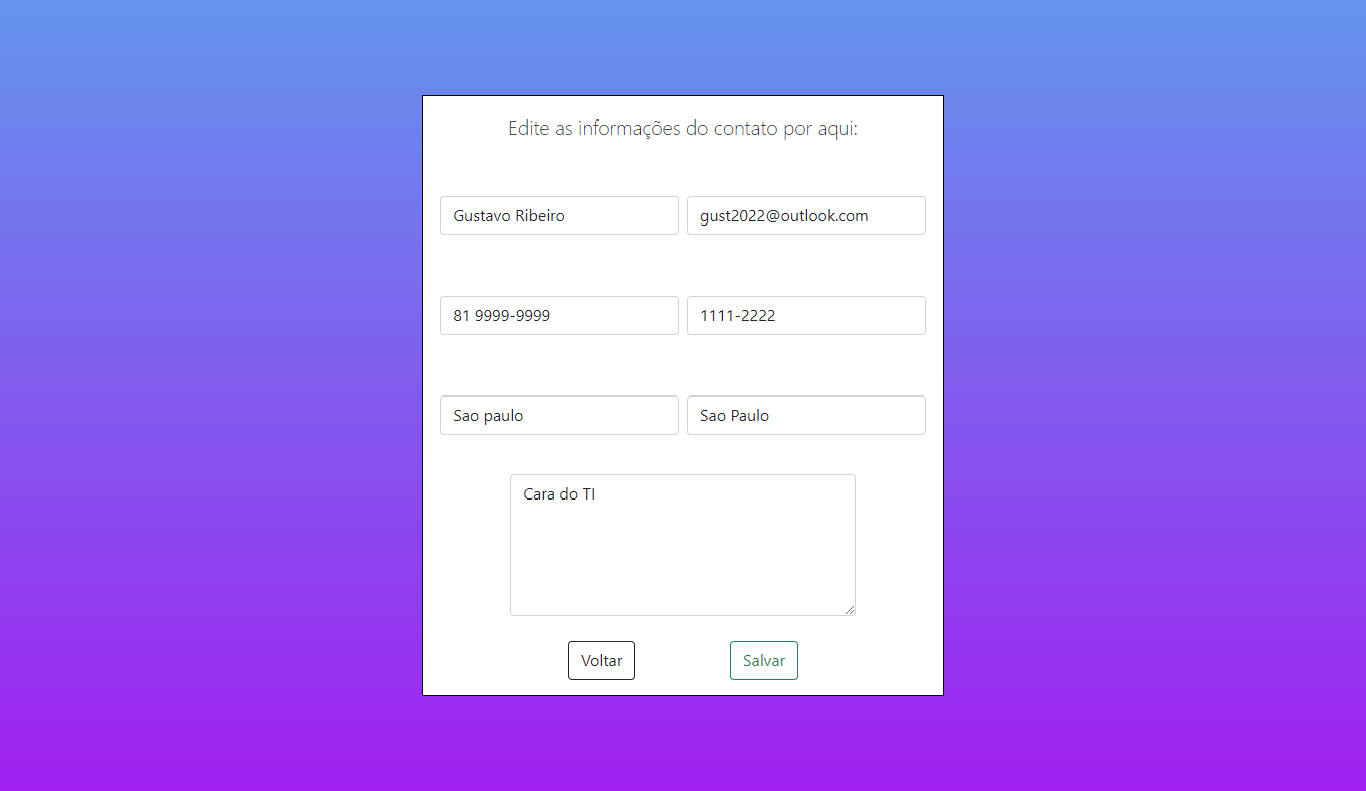 Edite as informações do contato por aqui:
Gustavo Ribeiro
gust2022@outlook.com
81 9999-9999
1111-2222
Sao paulo
Sao Paulo
Cara do TI
Voltar
Salvar